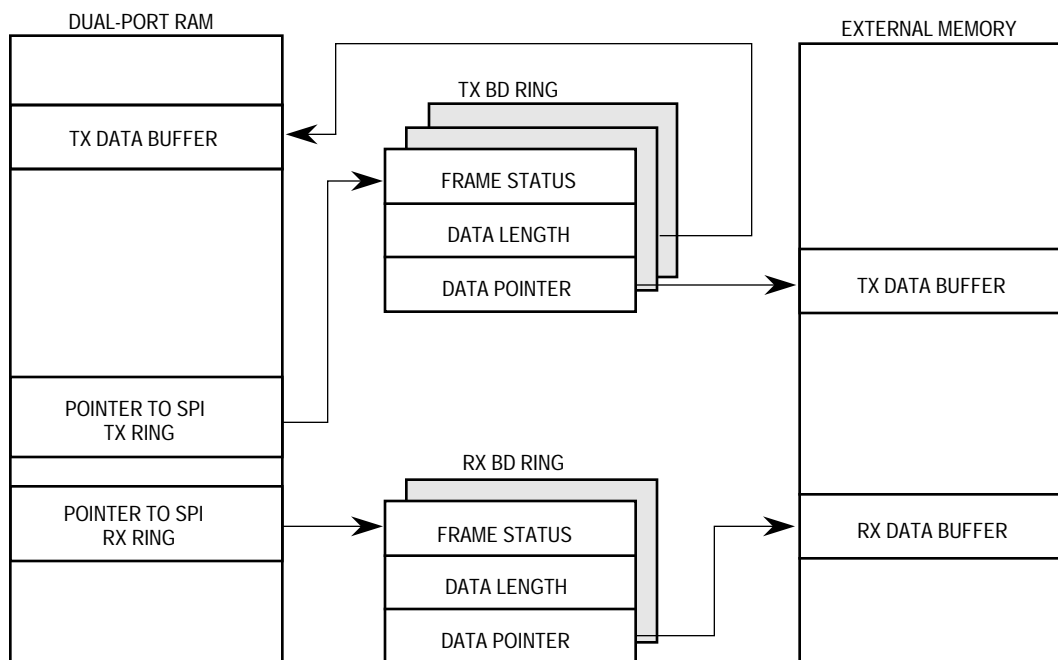 DUAL-PORT RAM
EXTERNAL MEMORY
TX BD RING
TX DATA BUFFER
FRAME STATUS
DATA LENGTH
DATA POINTER
TX DATA BUFFER
POINTER TO SPI
TX RING
RX BD RING
POINTER TO SPI
RX RING
FRAME STATUS
RX DATA BUFFER
DATA LENGTH
DATA POINTER